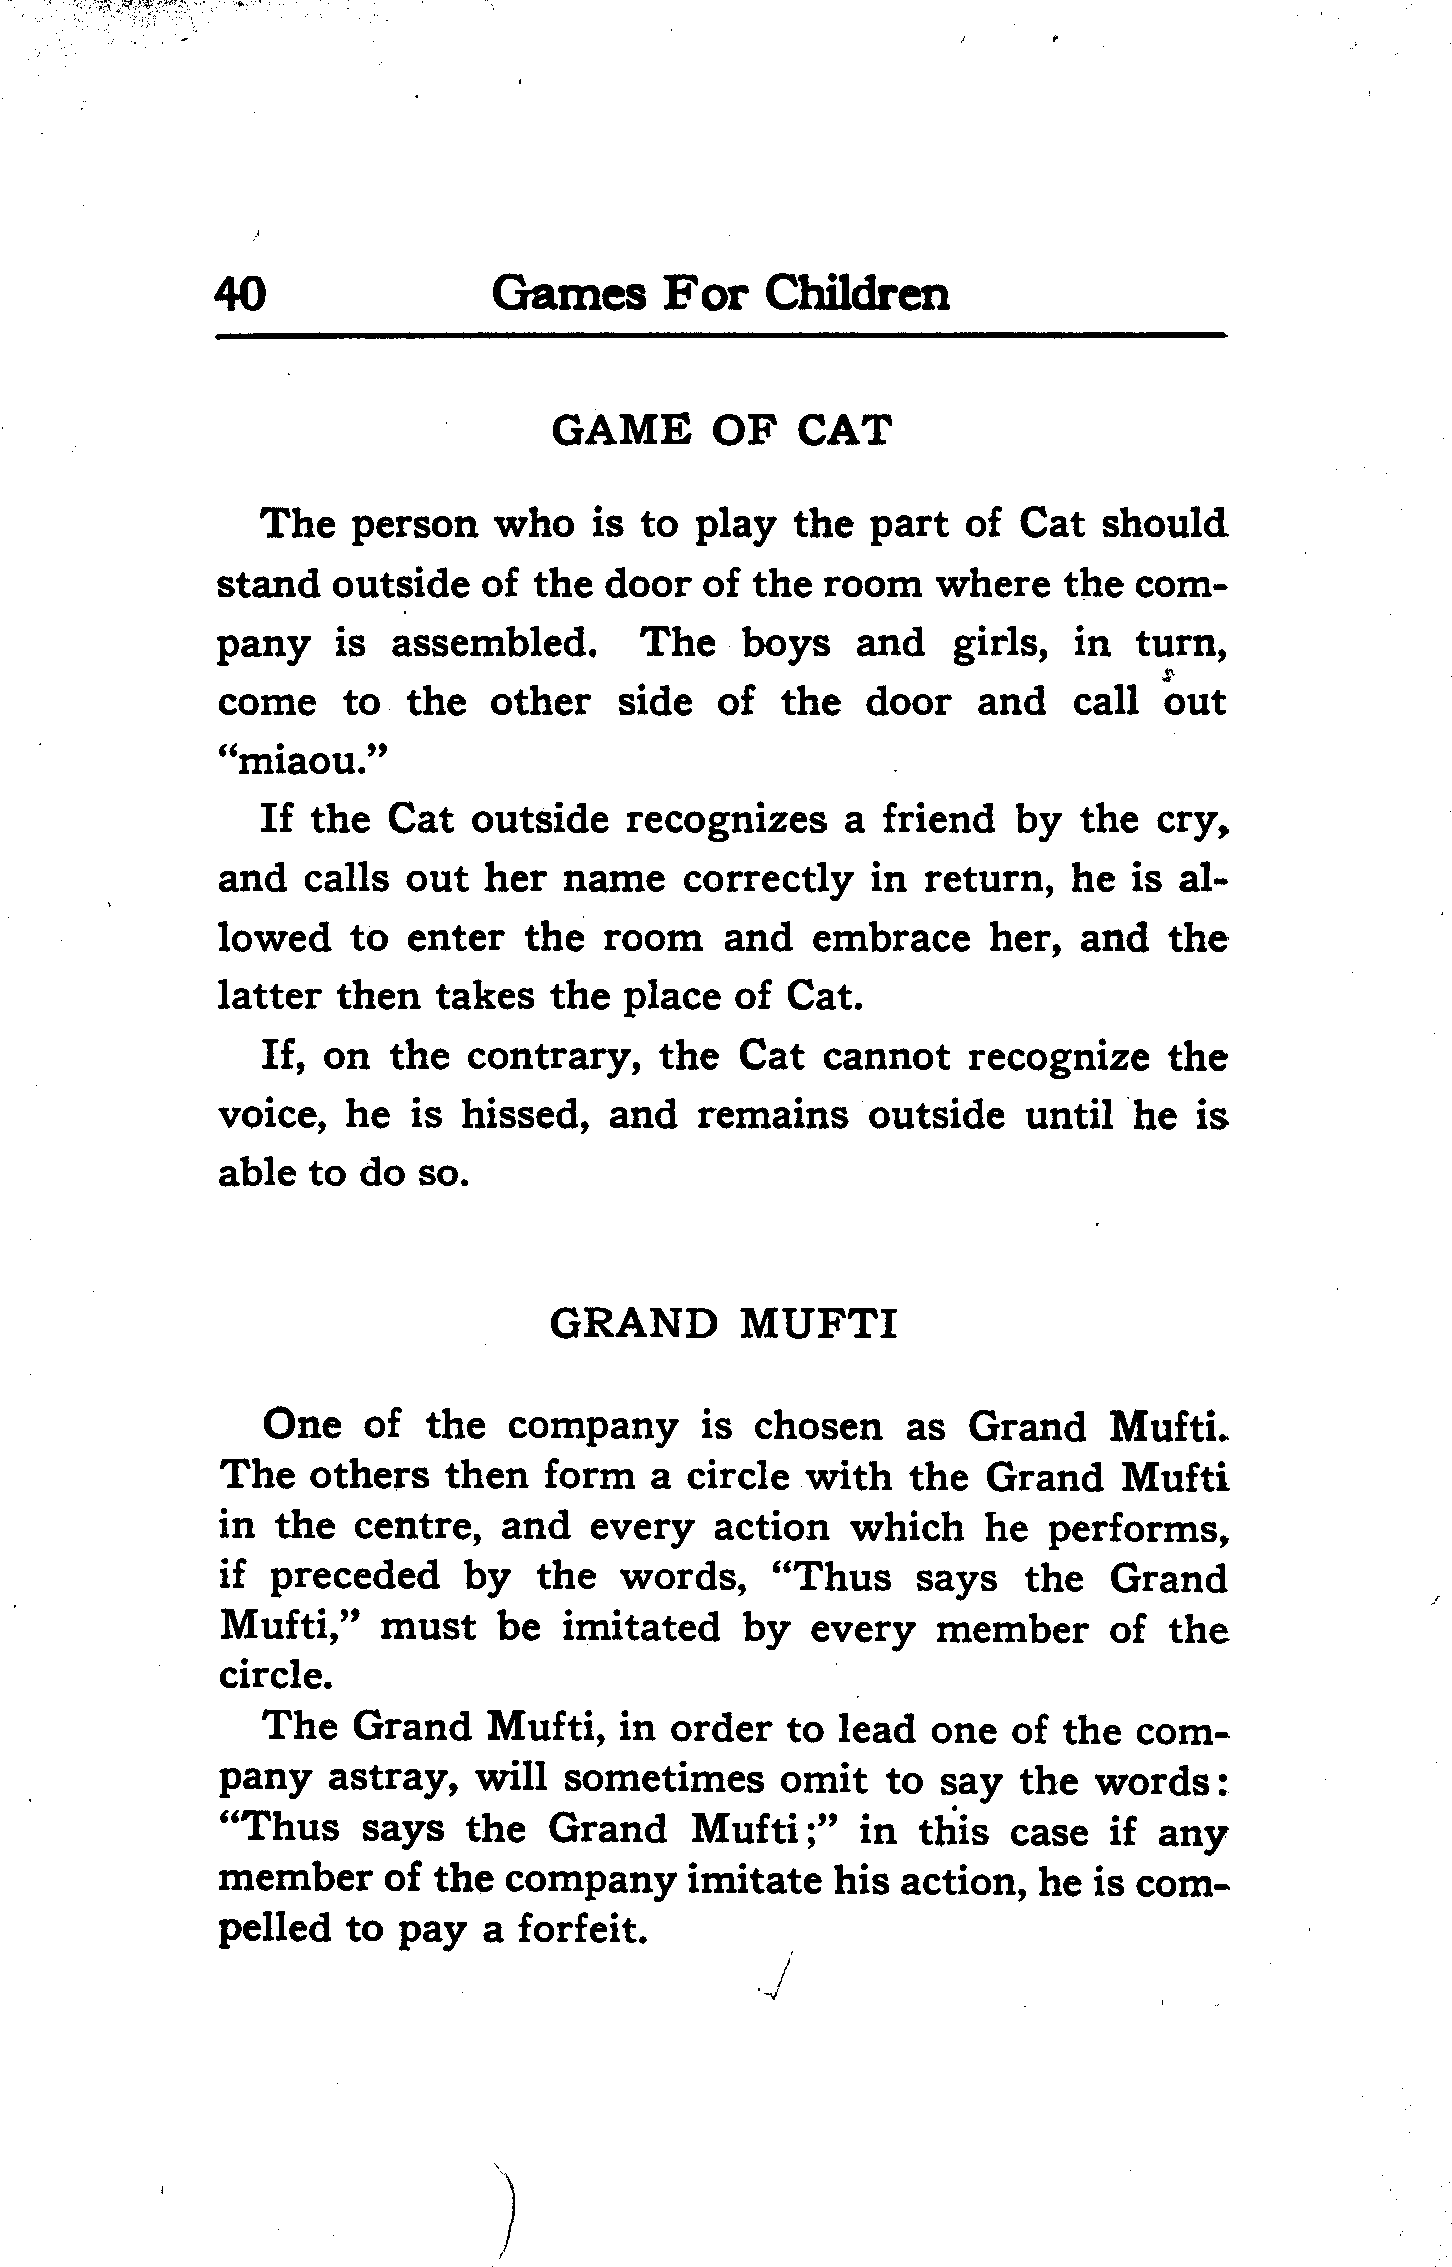 40 Games For Children
GAME OF CAT
The person who is to play the part of Cat should
stand outside of the door of the room where the com-
pany is assembled. The boys and girls, in turn,
come to the other side of the door and call out
“miaou.”
If the Cat outside recognizes a friend by the cry,
and calls out her name correctly in return, he is al-
lowed to enter the room and embrace her, and the
latter then takes the place of Cat.
If, on the contrary, the Cat cannot recognize the
voice, he is hissed, and remains outside until he is
able to do so.
GRAND MUFTI
One of the company is chosen as Grand Mufti.
The others then form a circle with the Grand Mufti
in the centre, and every action which he performs,
if preceded by the words, “Thus says the Grand
Mufti,” must be imitated by every member of the
circle.
The Grand Mufti, in order to lead one of the com-
pany astray, will sometimes omit to say the words:
“Thus says the Grand Mufti;” in this case if any
member of the company imitate his action, he is com-
pelled to pay a forfeit.